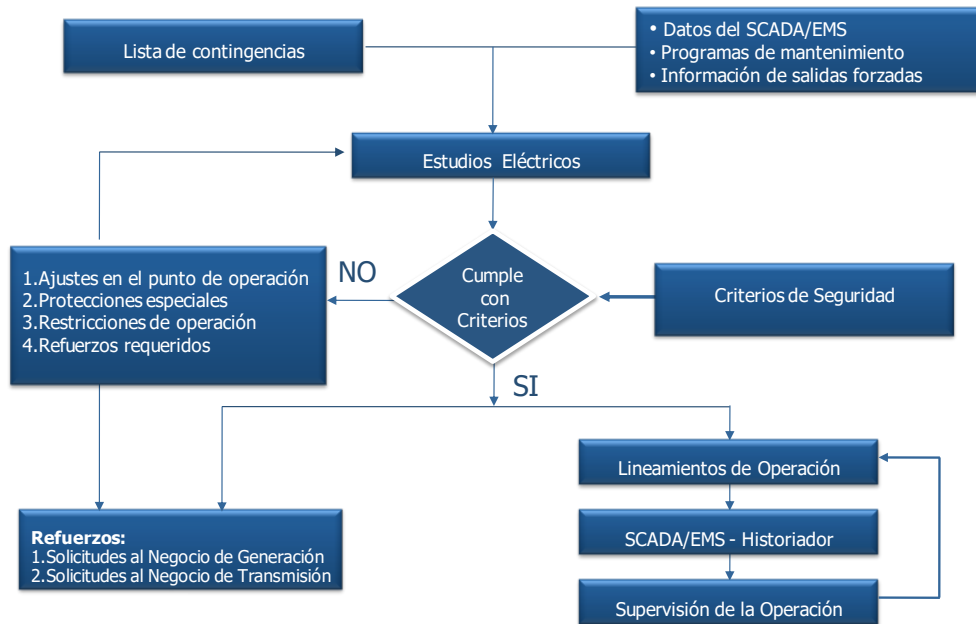 Lista de contingencias
• Datos del SCADA/EMS
• Programas de mantenimiento
• Información de salidas forzadas
Estudios Eléctricos
1.Ajustes en el punto de operación
2.Protecciones especiales
3.Restricciones de operación
4.Refuerzos requeridos
NO
Cumple
con
Criterios
Criterios de Seguridad
SI
Lineamientos de Operación
SCADA/EMS - Historiador
Supervisión de la Operación
Refuerzos:
1.Solicitudes al Negocio de Generación
2.Solicitudes al Negocio de Transmisión